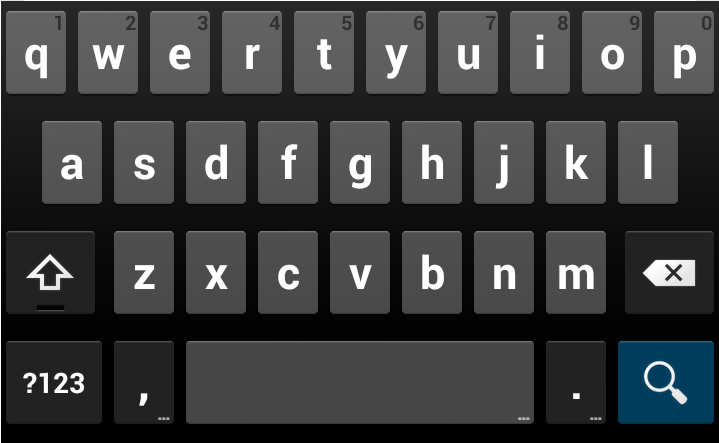 1 2 3 4 5 6 7 8 9 0
q w e r t y u i o p
a s d f g h j k l
z x c v b n m
?123 , .